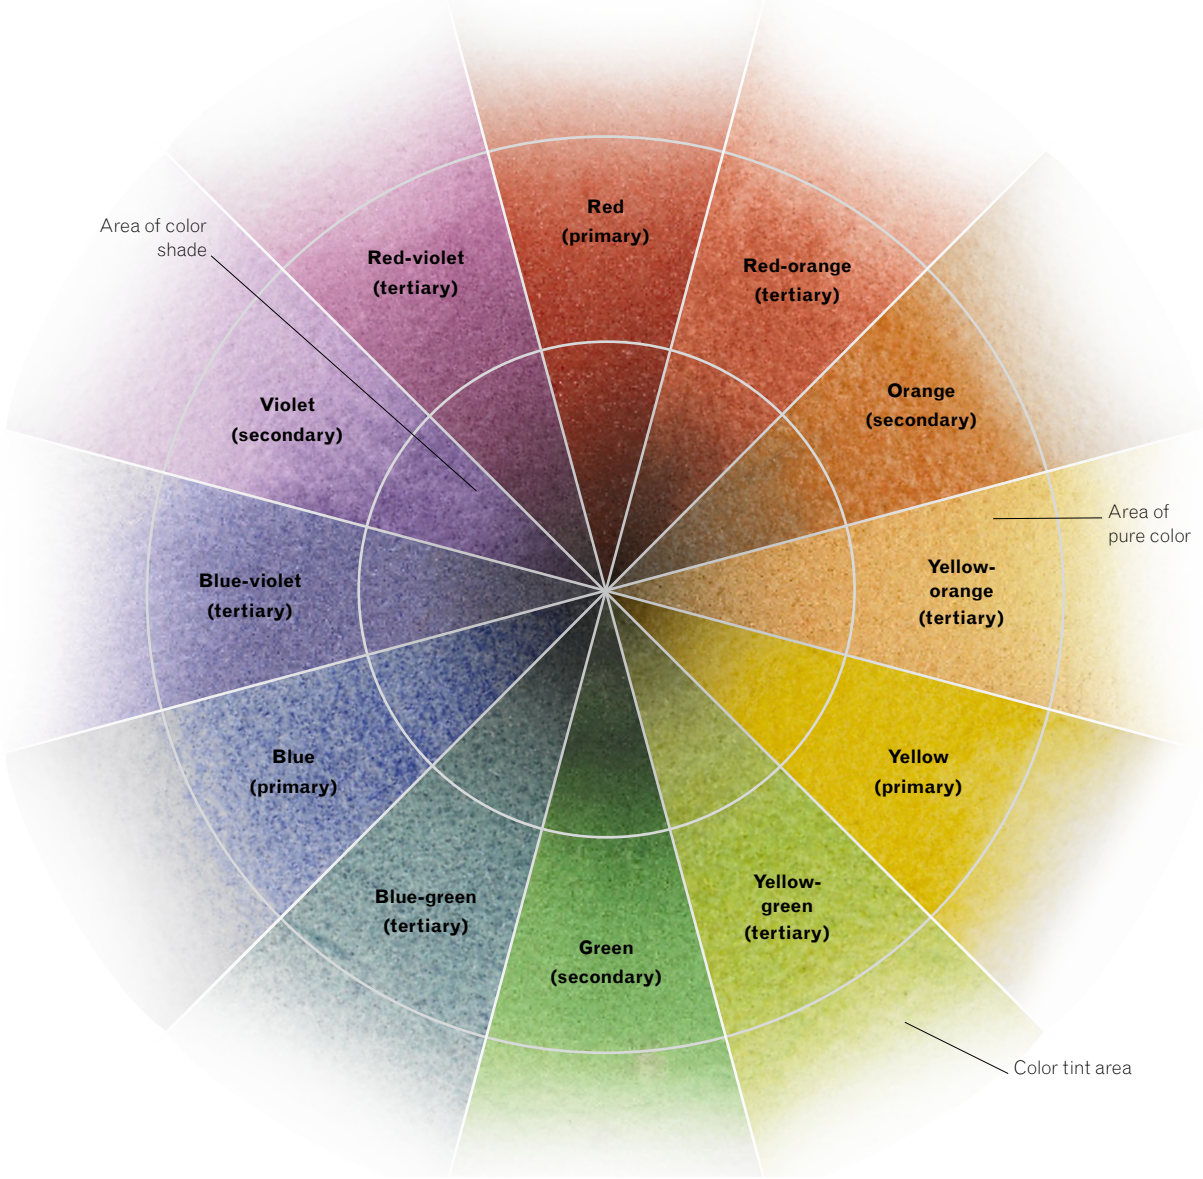 Red
(primary)
Area of color
shade
Red-violet
(tertiary)
Red-orange
(tertiary)
Violet
(secondary)
Orange
(secondary)
Area of
pure color
Blue-violet
(tertiary)
Yellow-
orange
(tertiary)
Blue
(primary)
Yellow
(primary)
Blue-green
(tertiary)
Yellow-
green
(tertiary)
Green
(secondary)
Color tint area